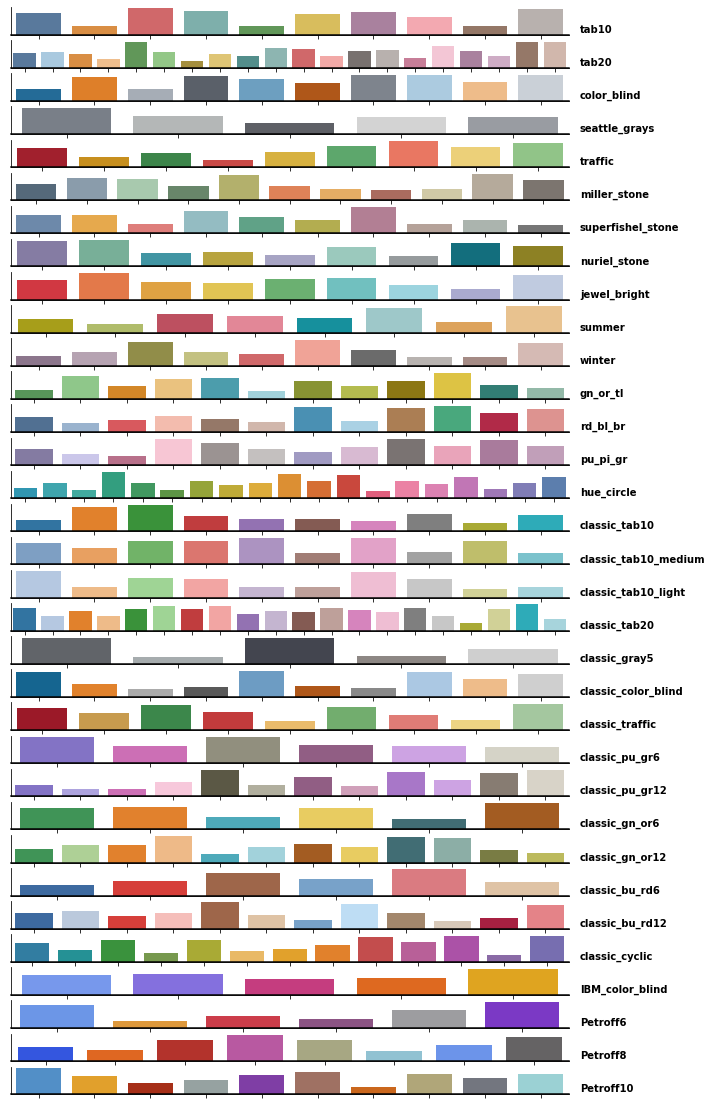 tab10
tab20
color_blind
seattle_grays
traffic
miller_stone
superfishel_stone
nuriel_stone
jewel_bright
summer
winter
gn_or_tl
rd_bl_br
pu_pi_gr
hue_circle
classic_tab10
classic_tab10_medium
classic_tab10_light
classic_tab20
classic_gray5
classic_color_blind
classic_traffic
classic_pu_gr6
classic_pu_gr12
classic_gn_or6
classic_gn_or12
classic_bu_rd6
classic_bu_rd12
classic_cyclic
IBM_color_blind
Petroff6
Petroff8
Petroff10